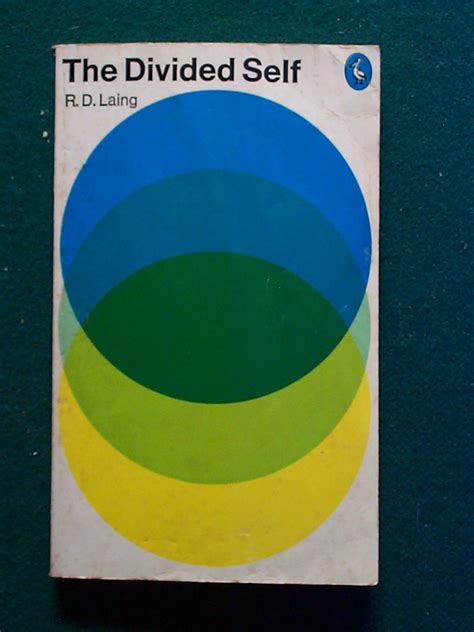 The Divided Self
R. D. Laing